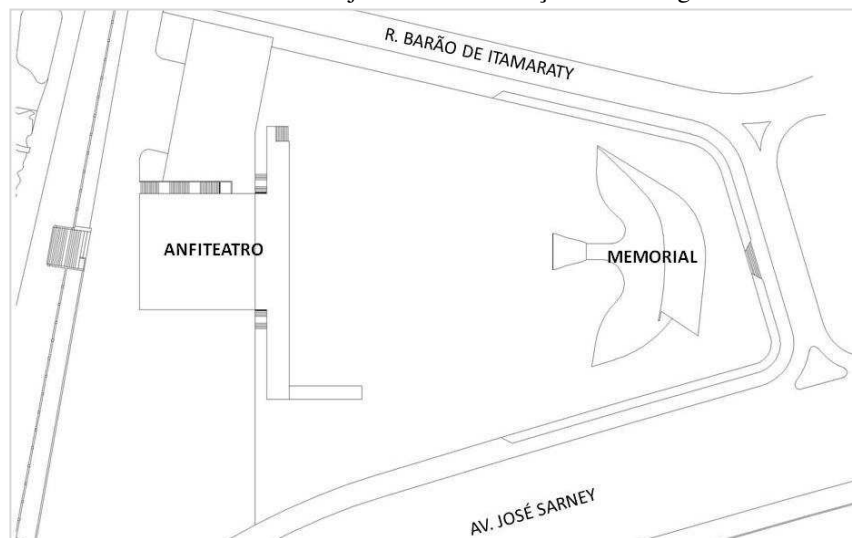 R. BARÃO DE ITAMARATY
ANFITEATRO
MEMORIAL
AV. JOSÉ SARNEY